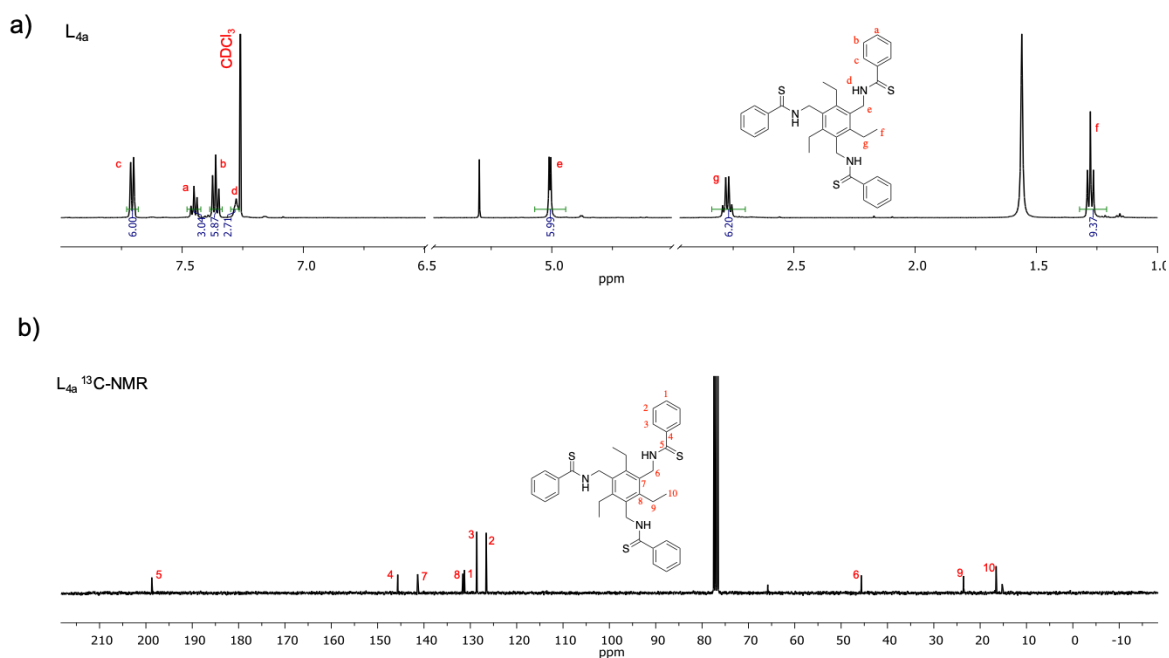 a)
L4a
CDCl3
a
b
c
d
HN
S
e
S
N
H
f
g
NH
S
c
a
b
d
e
g
f
6.00
3.04
5.87
2.71
5.99
6.20
9.37
7.5 7.0 6.5 5.0 2.5 2.0 1.5 1.0
ppm
b)
L4a 13C-NMR
1
2
3
4
5
HN
S
6
S
N
H
7
10
8
9
NH
S
5
4
7
8
1
3
2
6
9
10
210 200 190 180 170 160 150 140 130 120 110 100 90 80 70 60 50 40 30 20 10 0 -10
ppm